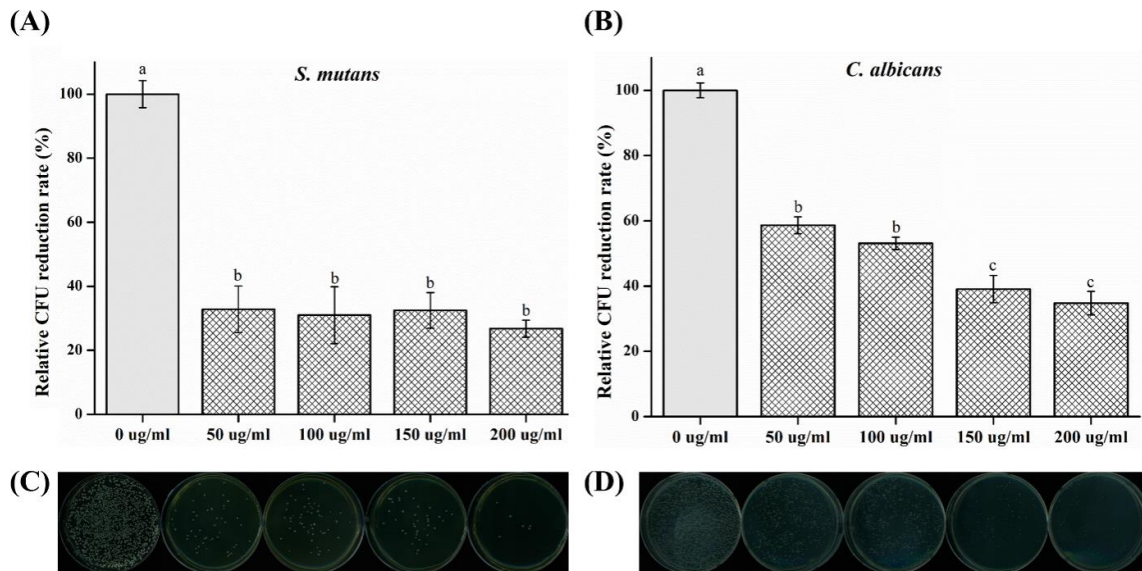 (A)
S. mutans
Relative CFU reduction rate (%)
100
80
60
40
20
0
a
b
b
b
b
0 ug/ml 50 ug/ml 100 ug/ml 150 ug/ml 200 ug/ml
(B)
C. albicans
Relative CFU reduction rate (%)
100
80
60
40
20
0
a
b
b
c
c
0 ug/ml 50 ug/ml 100 ug/ml 150 ug/ml 200 ug/ml
(C)
(D)